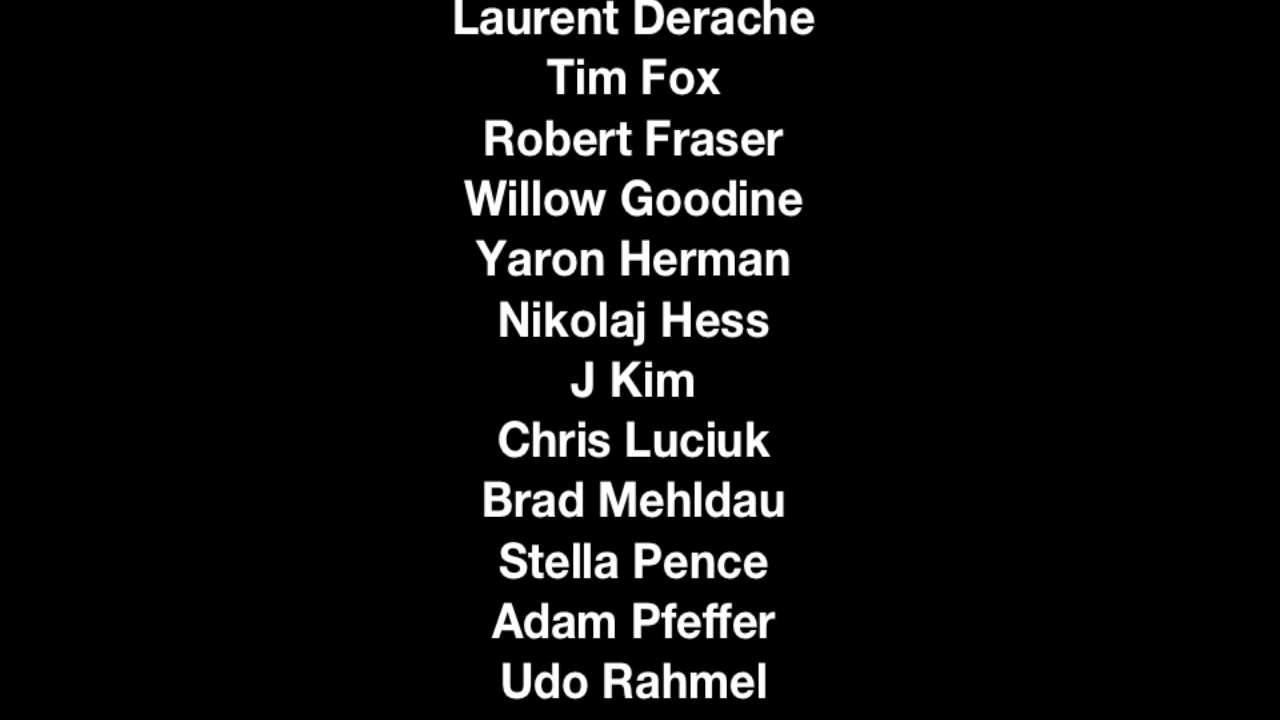 Laurent Derache
Tim Fox
Robert Fraser
Willow Goodine
Yaron Herman
Nikolaj Hess
J Kim
Chris Luciuk
Brad Mehldau
Stella Pence
Adam Pfeffer
Udo Rahmel